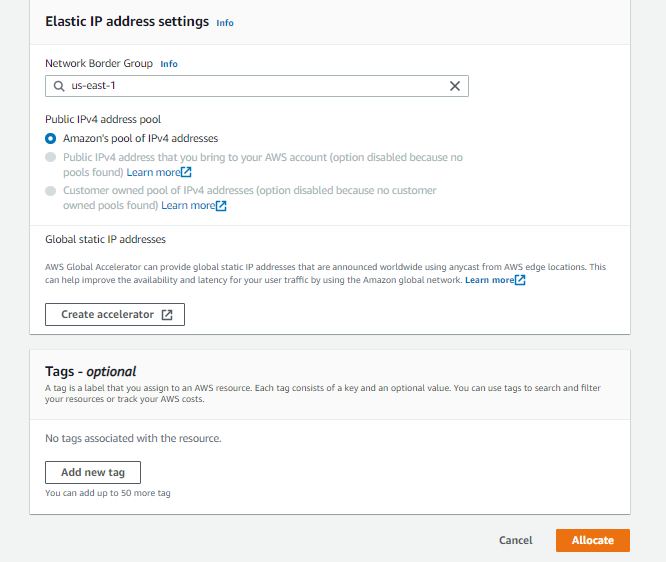 Elastic IP address settings Info
Network Border Group Info
us-east-1
Public IPv4 address pool
Amazon's pool of IPv4 addresses
Public IPv4 address that you bring to your AWS account (option disabled because no
pools found) Learn more
Customer owned pool of IPv4 addresses (option disabled because no customer
owned pools found) Learn more
Global static IP addresses
AWS Global Accelerator can provide global static IP addresses that are announced worldwide using anycast from AWS edge locations. This
can help improve the availability and latency for your user traffic by using the Amazon global network. Learn more
Create accelerator
Tags - optional
A tag is a label that you assign to an AWS resource. Each tag consists of a key and an optional value. You can use tags to search and filter
your resources or track your AWS costs.
No tags associated with the resource.
Add new tag
You can add up to 50 more tag
Cancel Allocate